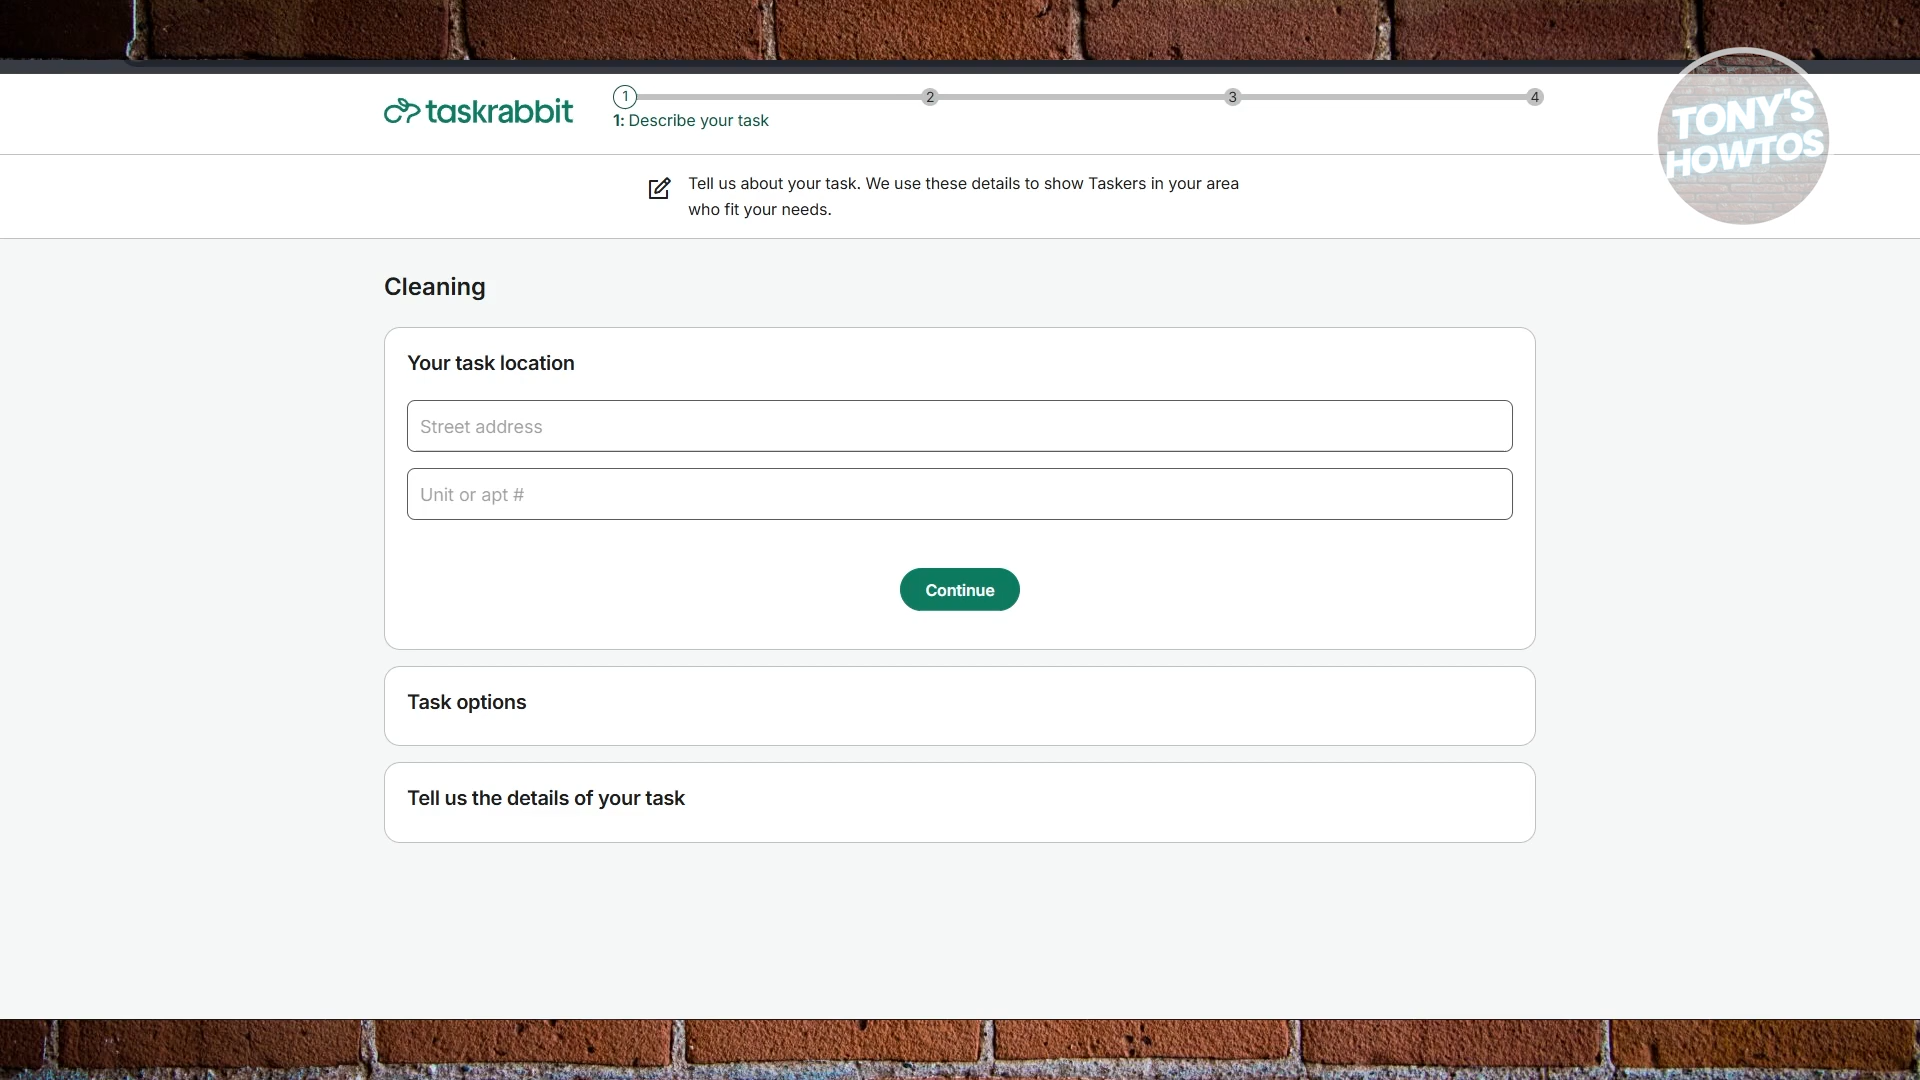 taskrabbit
1
2
3
4
1: Describe your task
TONY'S
HOWTOS
Tell us about your task. We use these details to show Taskers in your area
who fit your needs.
Cleaning
Your task location
Street address
Unit or apt #
Continue
Task options
Tell us the details of your task